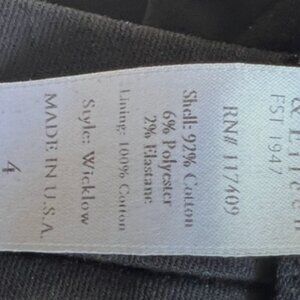 EST 1947
RN# 117409
Shell: 92% Cotton
6% Polyester
2% Elastane
Lining: 100% Cotton
Style: Wicklow
MADE IN U.S.A.
4